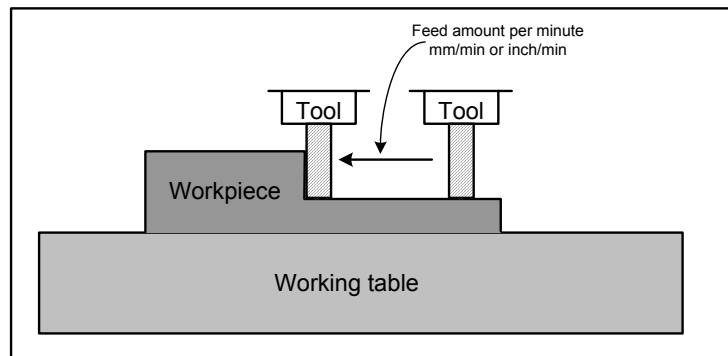 Feed amount per minute
mm/min or inch/min
Tool
Tool
Workpiece
Working table